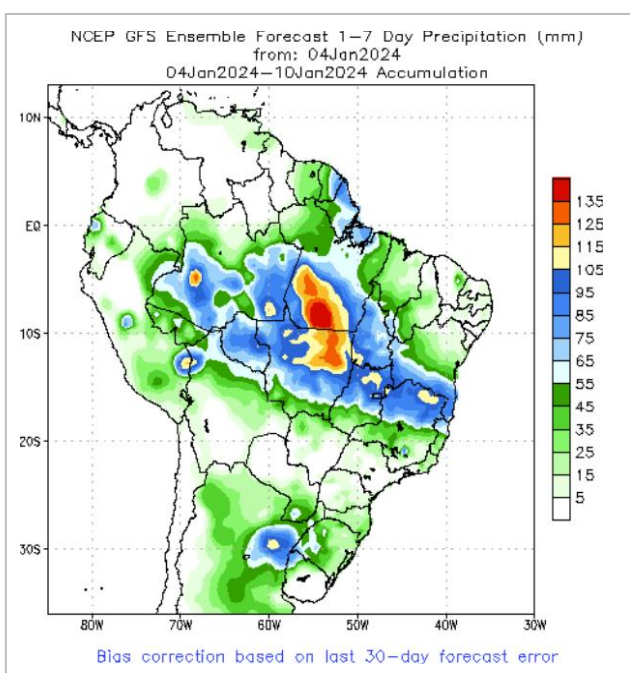 NCEP GFS Ensemble Forecast 1–7 Day Precipitation (mm)
from: 04Jan2024
04Jan2024–10Jan2024 Accumulation
10N
EQ
10S
20S
30S
80W
70W
60W
50W
40W
30W
135
125
115
105
95
85
75
65
55
45
35
25
15
5
Bias correction based on last 30-day forecast error